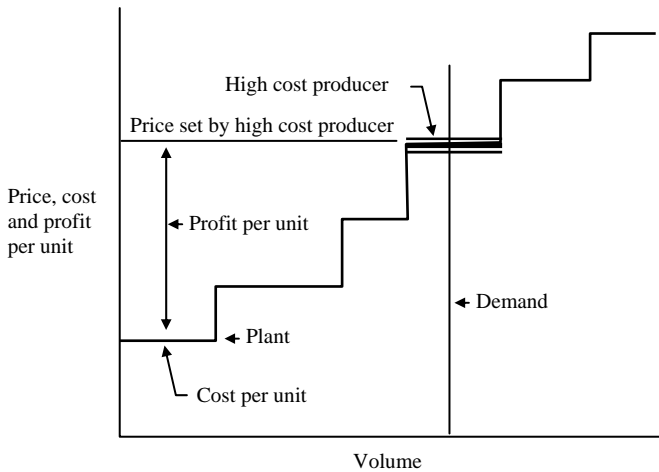 High cost producer
Price set by high cost producer
Price, cost
and profit
per unit
Profit per unit
Demand
Plant
Cost per unit
Volume